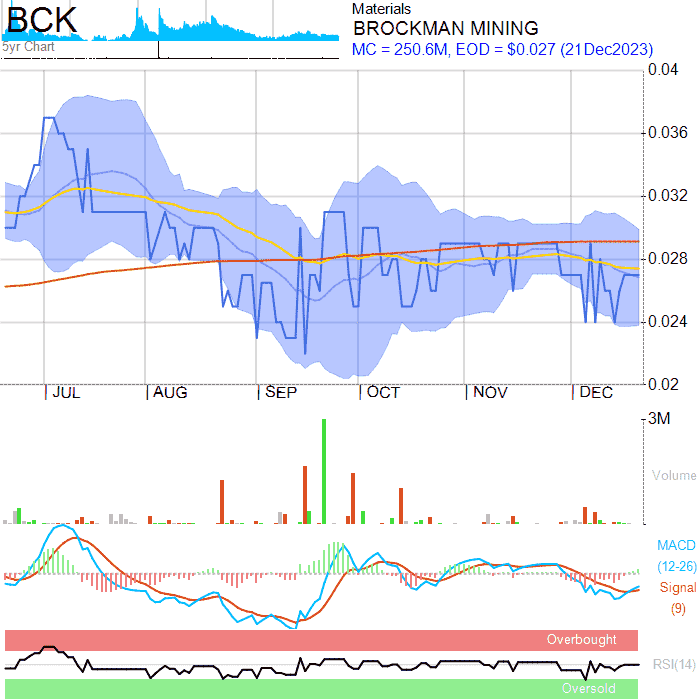 BCK
Materials
BROCKMAN MINING
MC = 250.6M, EOD = $0.027 (21Dec2023)
5yr Chart
0.04
0.036
0.032
0.028
0.024
0.02
JUL AUG SEP OCT NOV DEC
3M
Volume
MACD
(12-26)
Signal
(9)
Overbought
RSI(14)
Oversold